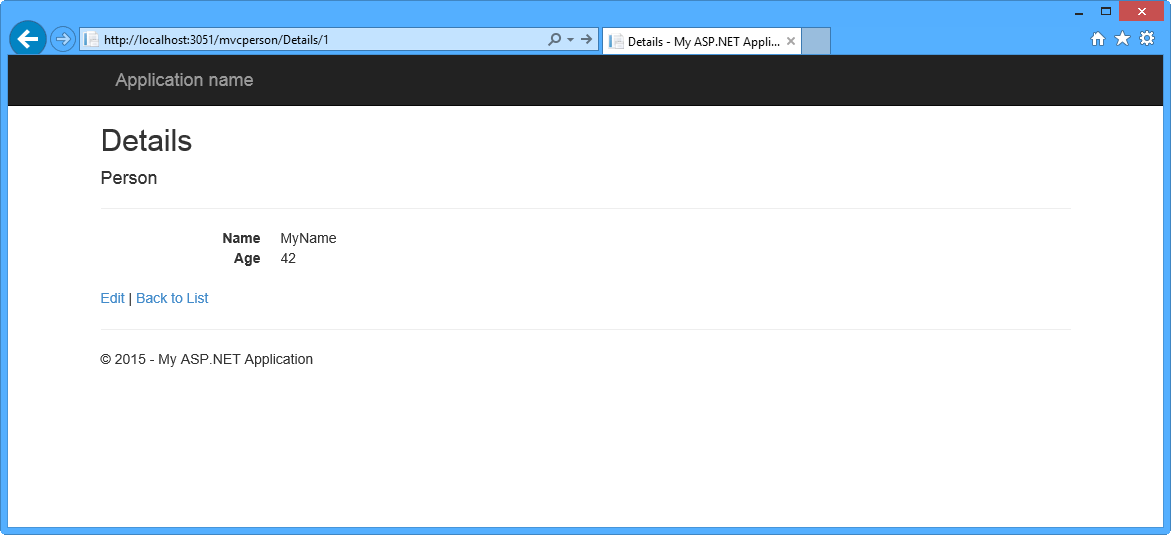 http://localhost:3051/mvcperson/Details/1
Details - My ASP.NET Appli...
Application name
Details
Person
Name MyName
Age 42
Edit | Back to List
© 2015 - My ASP.NET Application